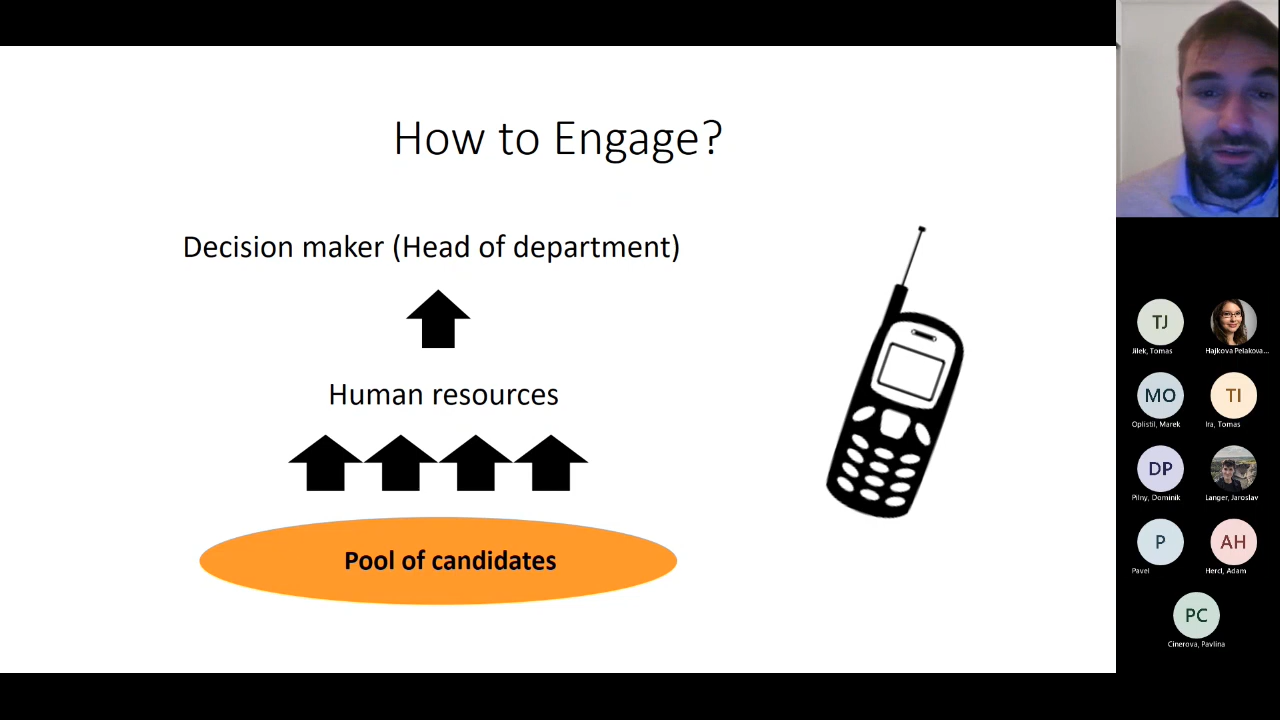 How to Engage?
Decision maker (Head of department)
Human resources
Pool of candidates
TJ
Jilek, Tomas
Hajkova Pelakova...
MO
TI
Oplistil, Marek
Ira, Tomas
DP
Pilny, Dominik
Langer, Jaroslav
P
AH
Pavel
Hercl, Adam
PC
Cinerova, Pavlina